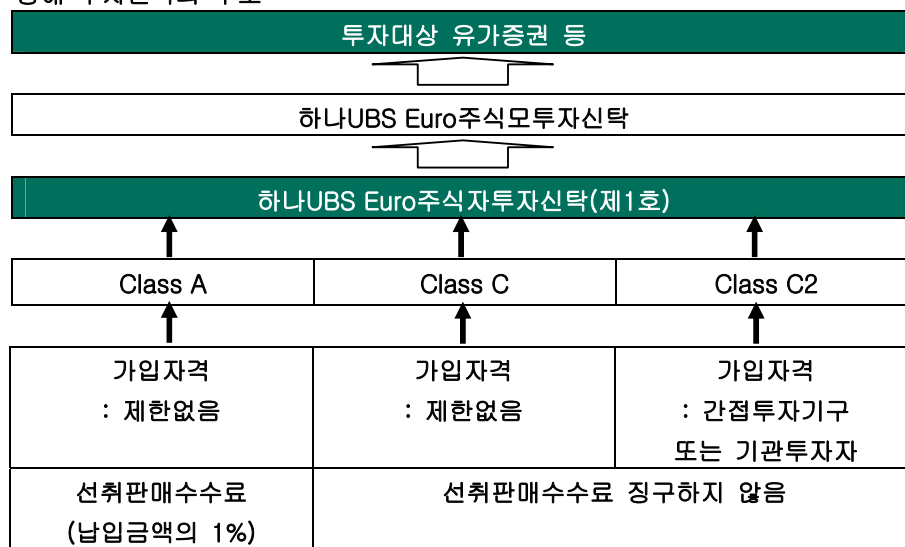 투자대상 유가증권 등
하나UBS Euro주식모투자신탁
하나UBS Euro주식자투자신탁(제1호)
Class A
Class C
Class C2
가입자격
: 제한없음
가입자격
: 제한없음
가입자격
: 간접투자기구
또는 기관투자자
선취판매수수료
(납입금액의 1%)
선취판매수수료 징구하지 않음